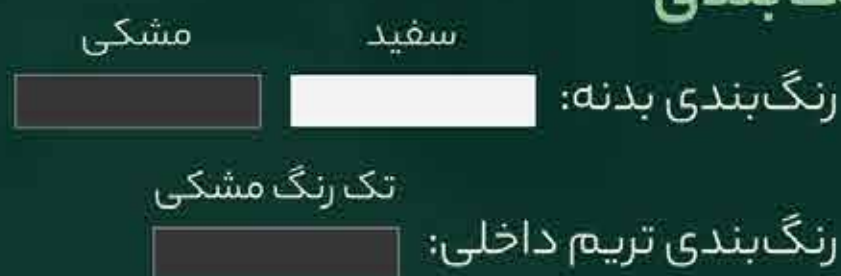 سفید مشکی
رنگ‌بندی بدنه:
تک رنگ مشکی
رنگ‌بندی تریم داخلی: